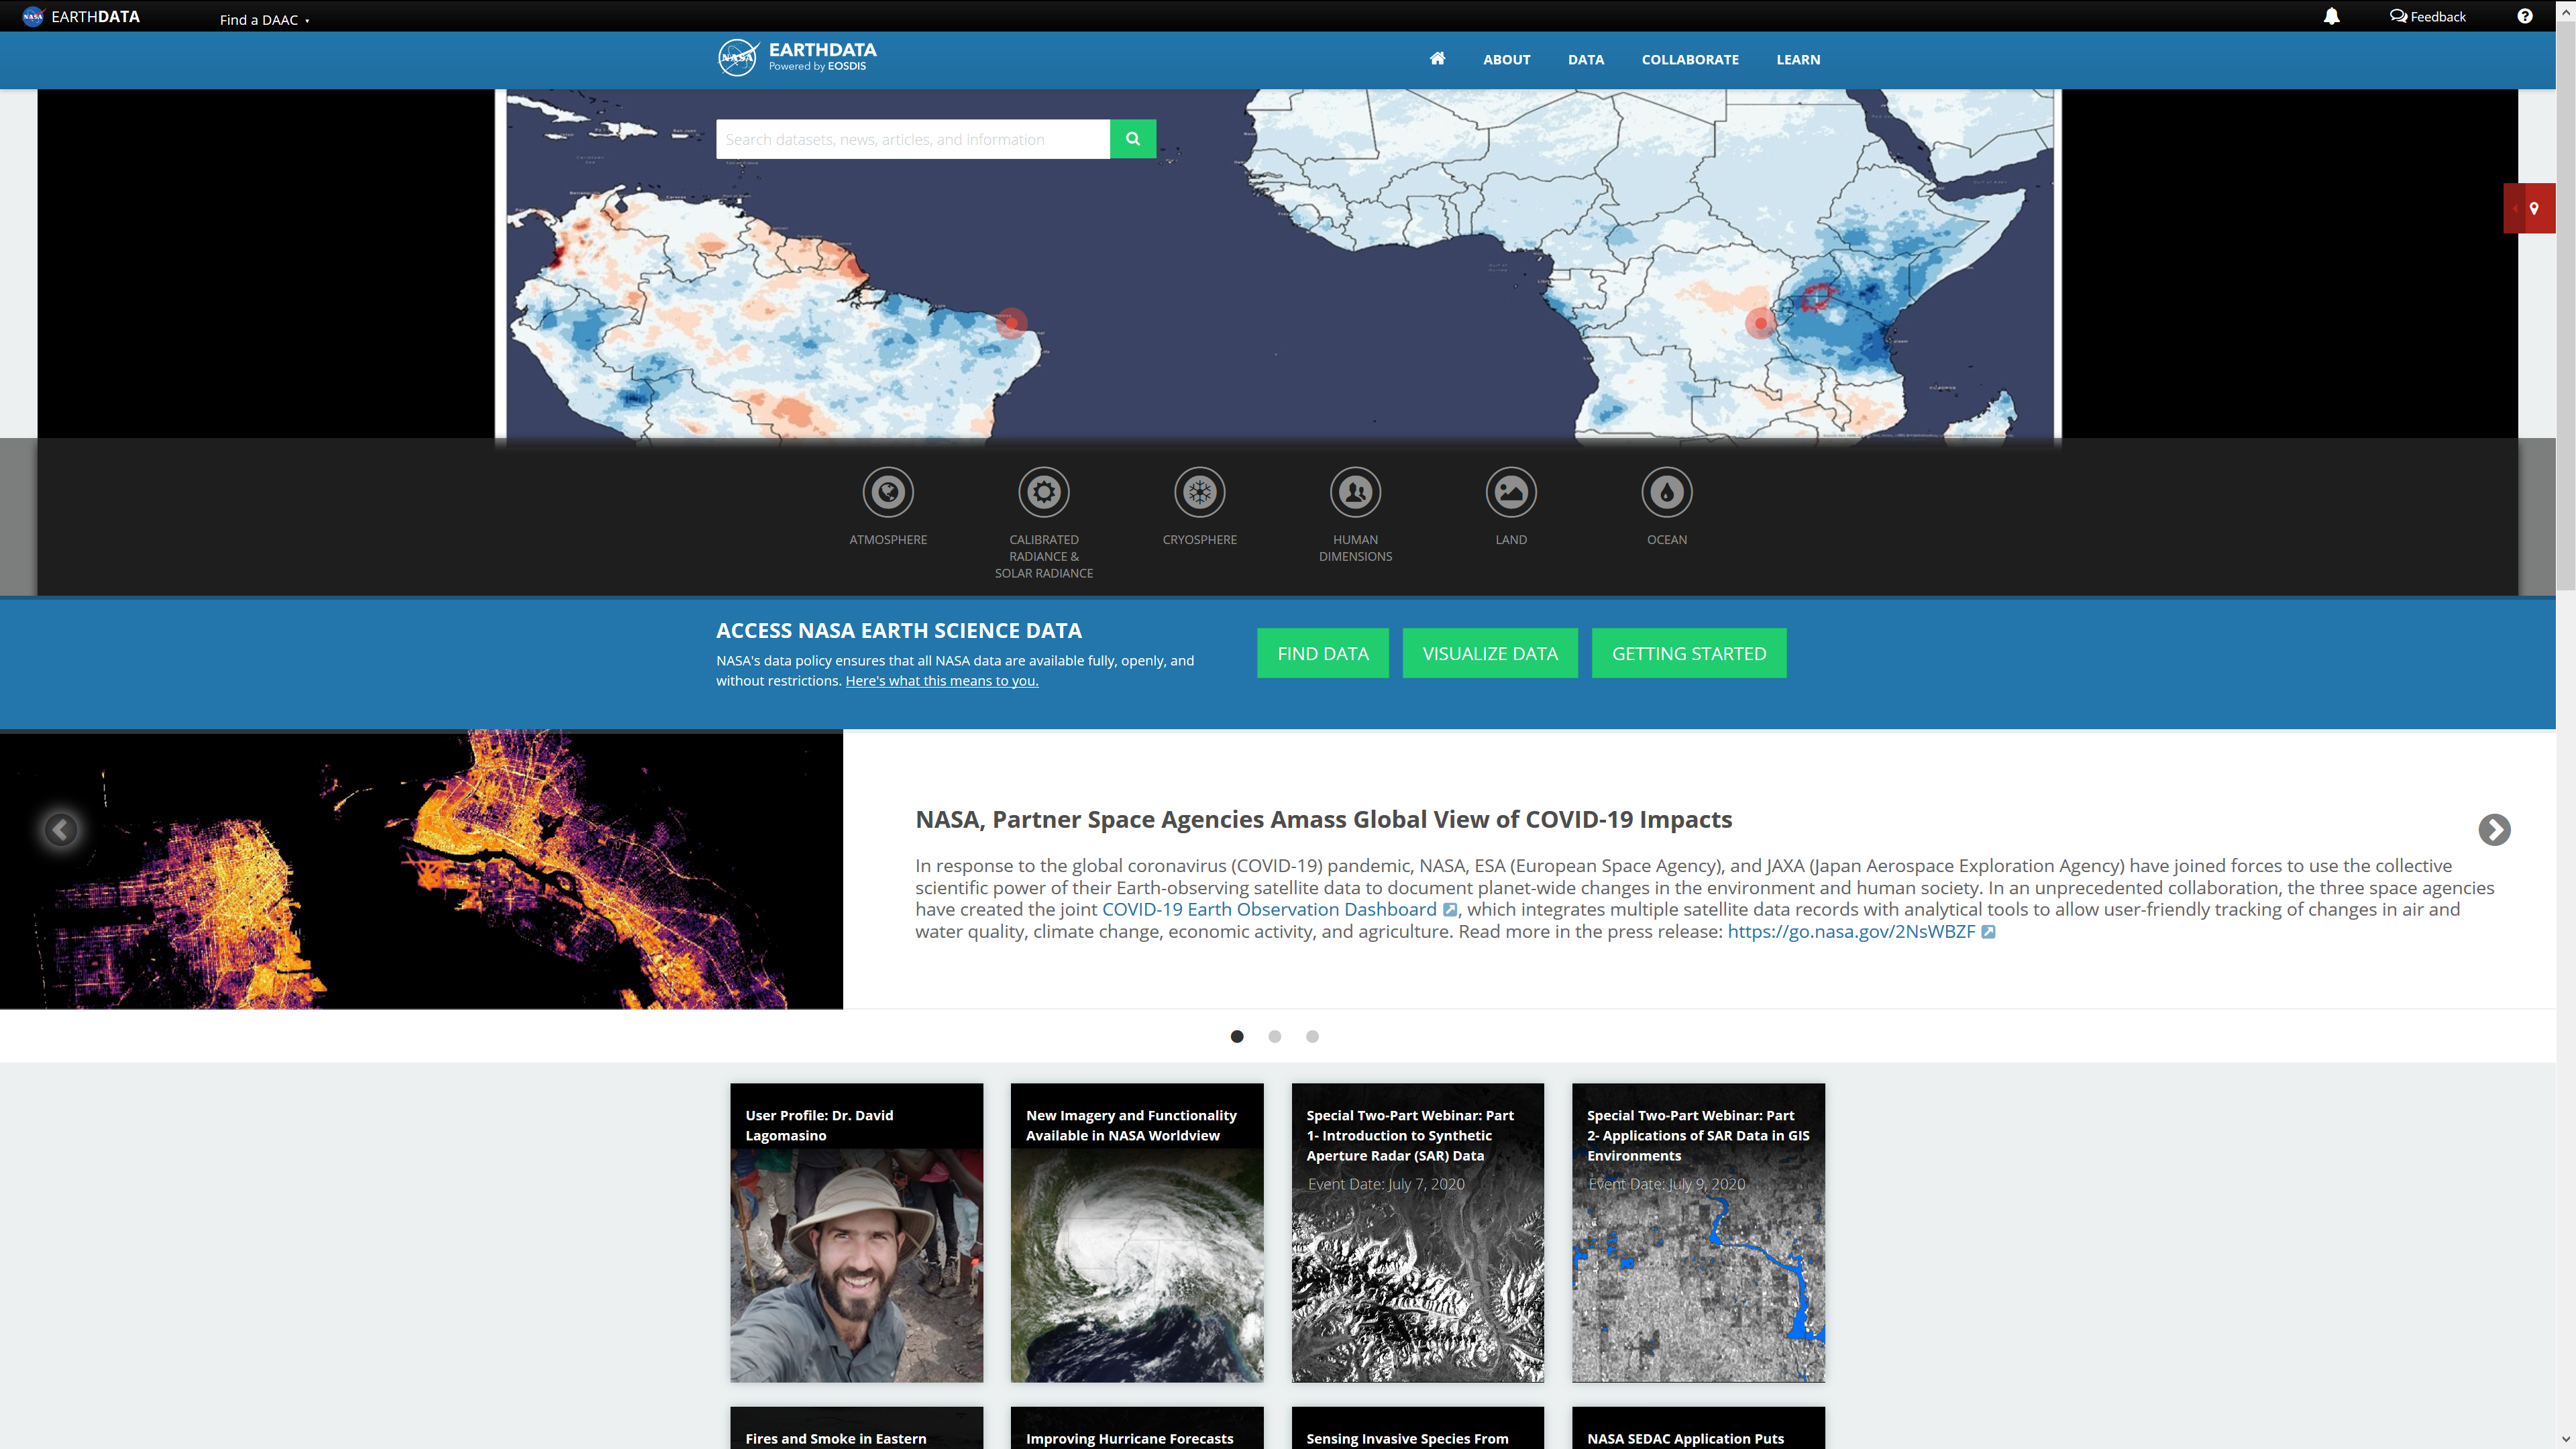 EARTHDATA
Find a DAAC
Feedback
NASA
EARTHDATA
Powered by EOSDIS
ABOUT
DATA
COLLABORATE
LEARN
Search datasets, news, articles, and information
ATMOSPHERE
CALIBRATED
RADIANCE &
SOLAR RADIANCE
CRYOSPHERE
HUMAN
DIMENSIONS
LAND
OCEAN
ACCESS NASA EARTH SCIENCE DATA
NASA's data policy ensures that all NASA data are available fully, openly, and
without restrictions. Here's what this means to you.
FIND DATA
VISUALIZE DATA
GETTING STARTED
NASA, Partner Space Agencies Amass Global View of COVID-19 Impacts
In response to the global coronavirus (COVID-19) pandemic, NASA, ESA (European Space Agency), and JAXA (Japan Aerospace Exploration Agency) have joined forces to use the collective
scientific power of their Earth-observing satellite data to document planet-wide changes in the environment and human society. In an unprecedented collaboration, the three space agencies
have created the joint COVID-19 Earth Observation Dashboard, which integrates multiple satellite data records with analytical tools to allow user-friendly tracking of changes in air and
water quality, climate change, economic activity, and agriculture. Read more in the press release: https://go.nasa.gov/2NsWBZF
User Profile: Dr. David
Lagomasino
New Imagery and Functionality
Available in NASA Worldview
Special Two-Part Webinar: Part
1- Introduction to Synthetic
Aperture Radar (SAR) Data
Event Date: July 7, 2020
Special Two-Part Webinar: Part
2- Applications of SAR Data in GIS
Environments
Event Date: July 9, 2020
Fires and Smoke in Eastern
Improving Hurricane Forecasts
Sensing Invasive Species From
NASA SEDAC Application Puts